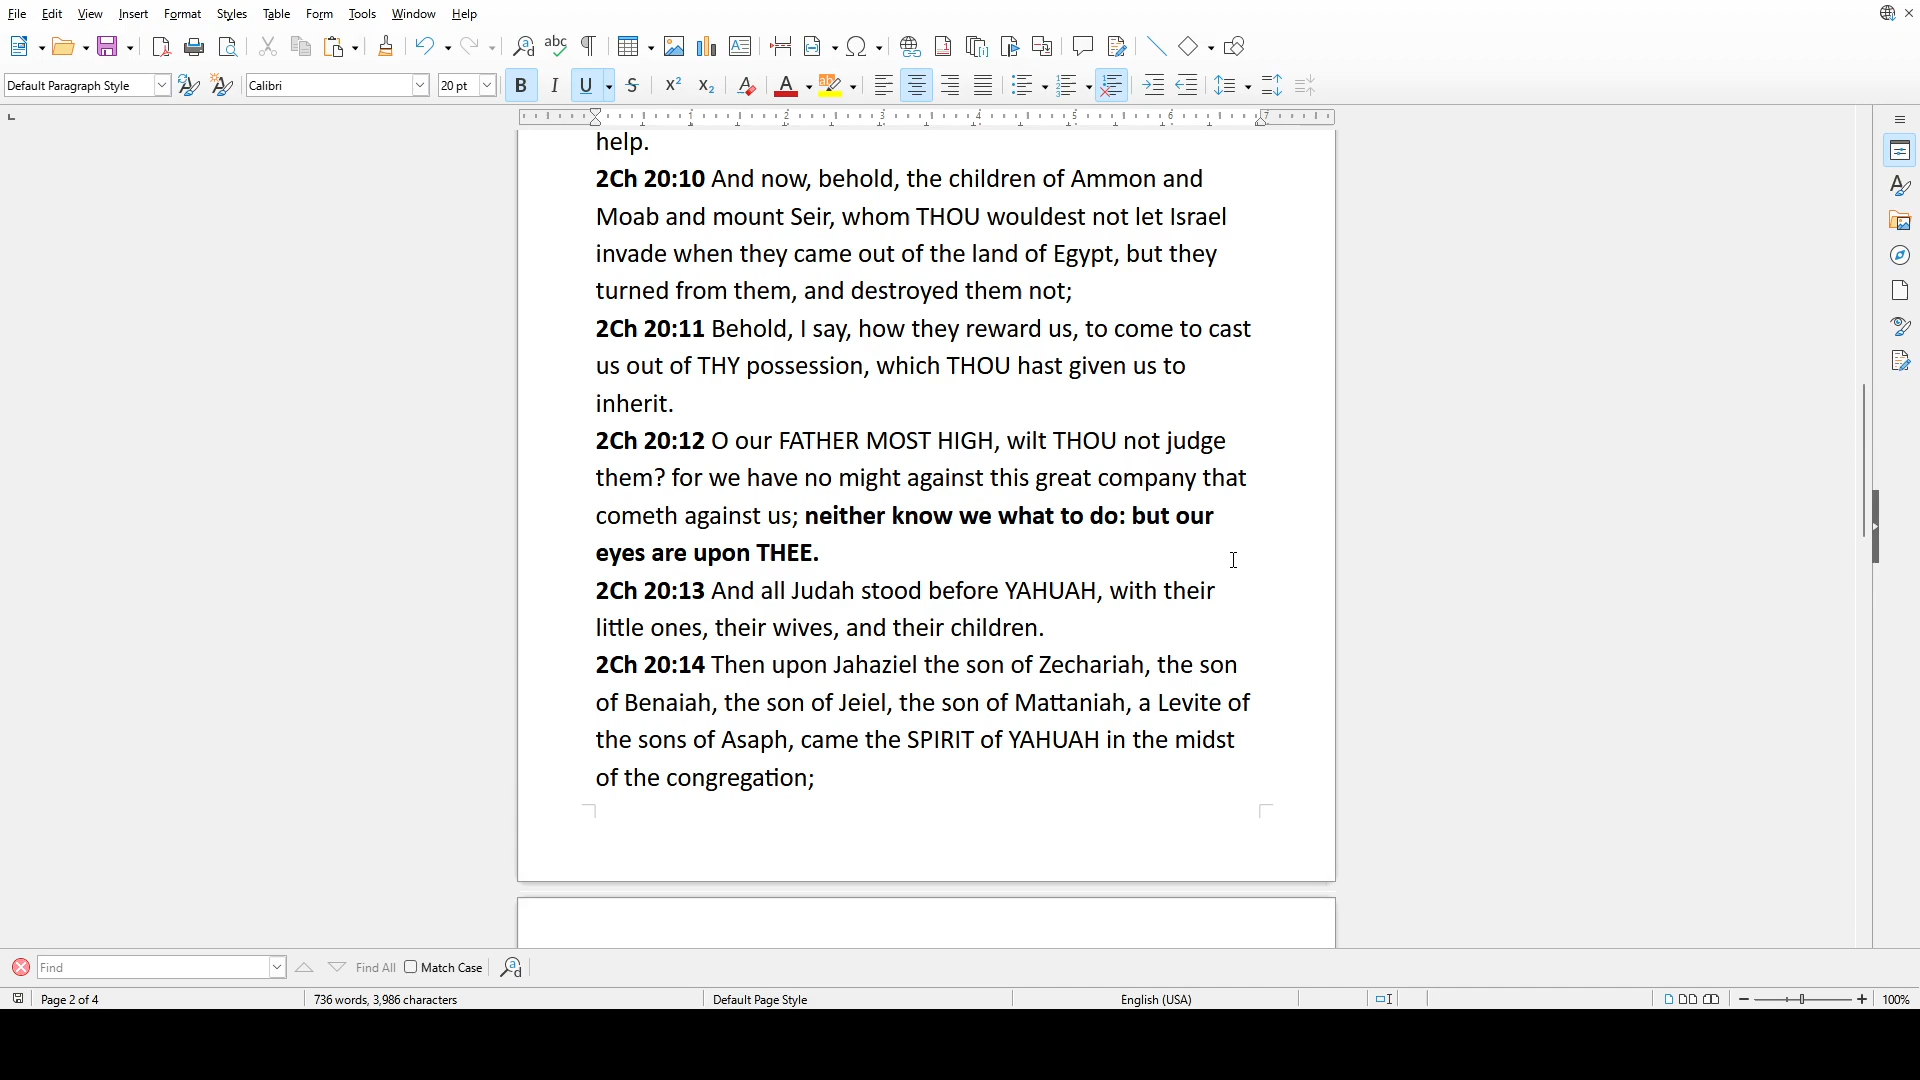 File Edit View Insert Format Styles Table Form Tools Window Help
Default Paragraph Style Calibri 20 pt
1 2 3 4 5 6 7
help.
2Ch 20:10 And now, behold, the children of Ammon and
Moab and mount Seir, whom THOU wouldest not let Israel
invade when they came out of the land of Egypt, but they
turned from them, and destroyed them not;
2Ch 20:11 Behold, I say, how they reward us, to come to cast
us out of THY possession, which THOU hast given us to
inherit.
2Ch 20:12 O our FATHER MOST HIGH, wilt THOU not judge
them? for we have no might against this great company that
cometh against us; neither know we what to do: but our
eyes are upon THEE.
2Ch 20:13 And all Judah stood before YAHUAH, with their
little ones, their wives, and their children.
2Ch 20:14 Then upon Jahaziel the son of Zechariah, the son
of Benaiah, the son of Jeiel, the son of Mattaniah, a Levite of
the sons of Asaph, came the SPIRIT of YAHUAH in the midst
of the congregation;
Find Find All Match Case
Page 2 of 4 736 words, 3,986 characters Default Page Style English (USA) 100%